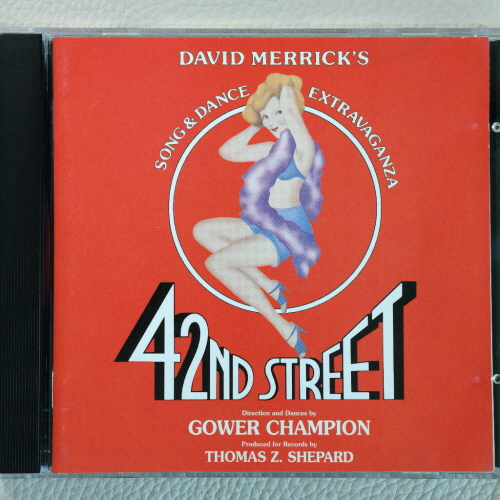 DAVID MERRICK'S
SONG & DANCE EXTRAVAGANZA
42ND STREET
Direction and Dances by
GOWER CHAMPION
Produced for Records by
THOMAS Z. SHEPARD